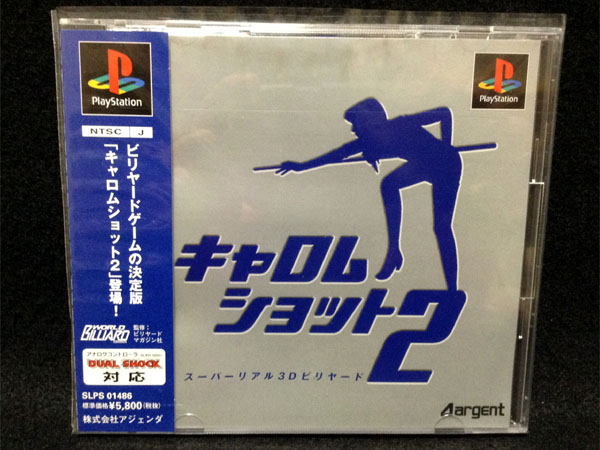 PlayStation
NTSC J
ビリヤードゲームの決定版
「キャロムショット2」登場!
WORLD
BILLIARD
監修:
ビリヤード
マガジン社
アナログコントローラ
DUAL SHOCK
対応
SLPS 01486
標準価格¥5,800(税抜)
株式会社アジェンダ
PlayStation
キャロム
ショット2
スーパーリアル3Dビリヤード
Aargent